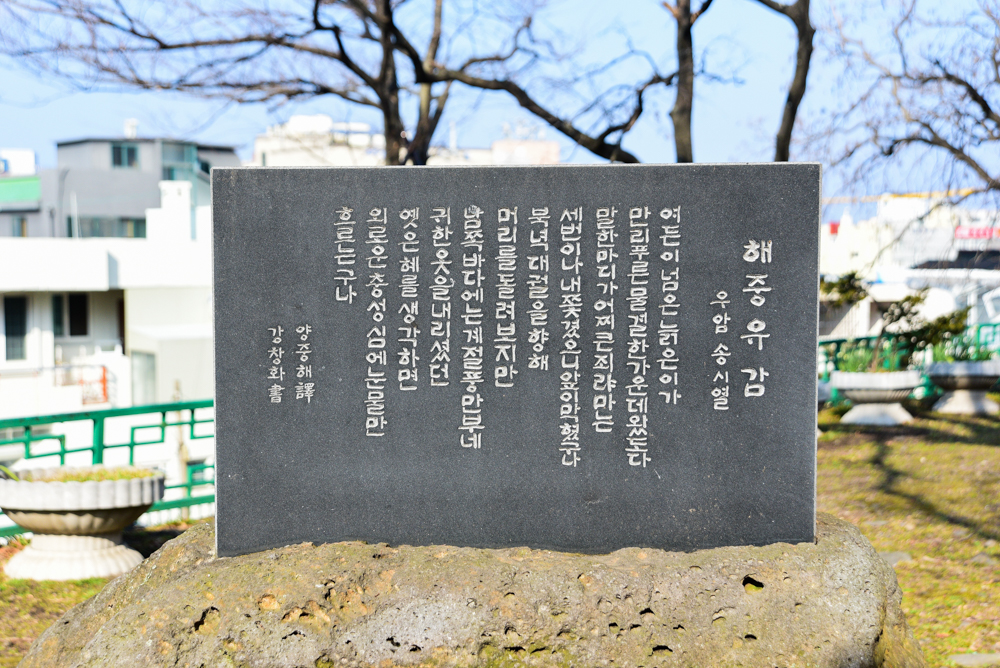 해중유감
우암 송시열
여든이 넘은 늙은이가
만리 푸른 물결 한가운데 왔도다
말 한마디가 어찌 큰 죄랴만는
세번이나 내쫓겼으니 앞이 막혔구나
북녘 대궐을 향해
머리를 돌려 보지만
남쪽바다에는 계절풍만 부네
귀한 옷을 내리셨던
옛 은혜를 생각하면
외로운 충성심에 눈물만
흐르는구나
양중해 譯
강창화 書